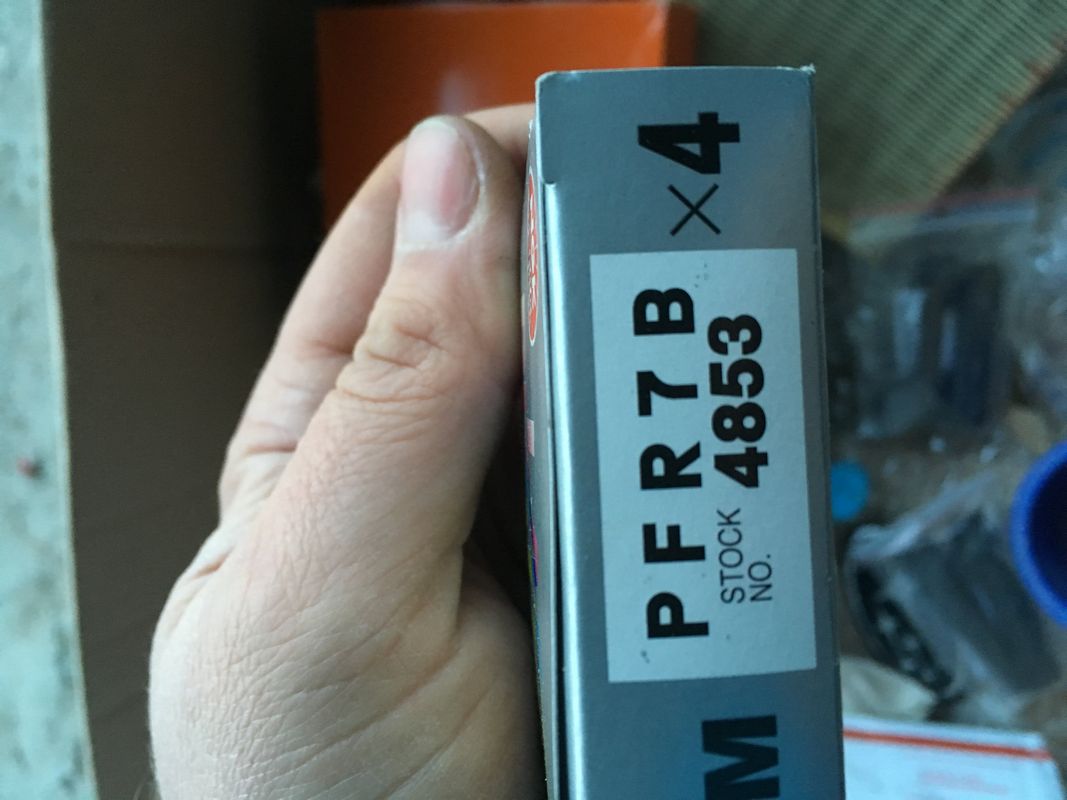 PFR7B ×4
STOCK NO. 4853
M